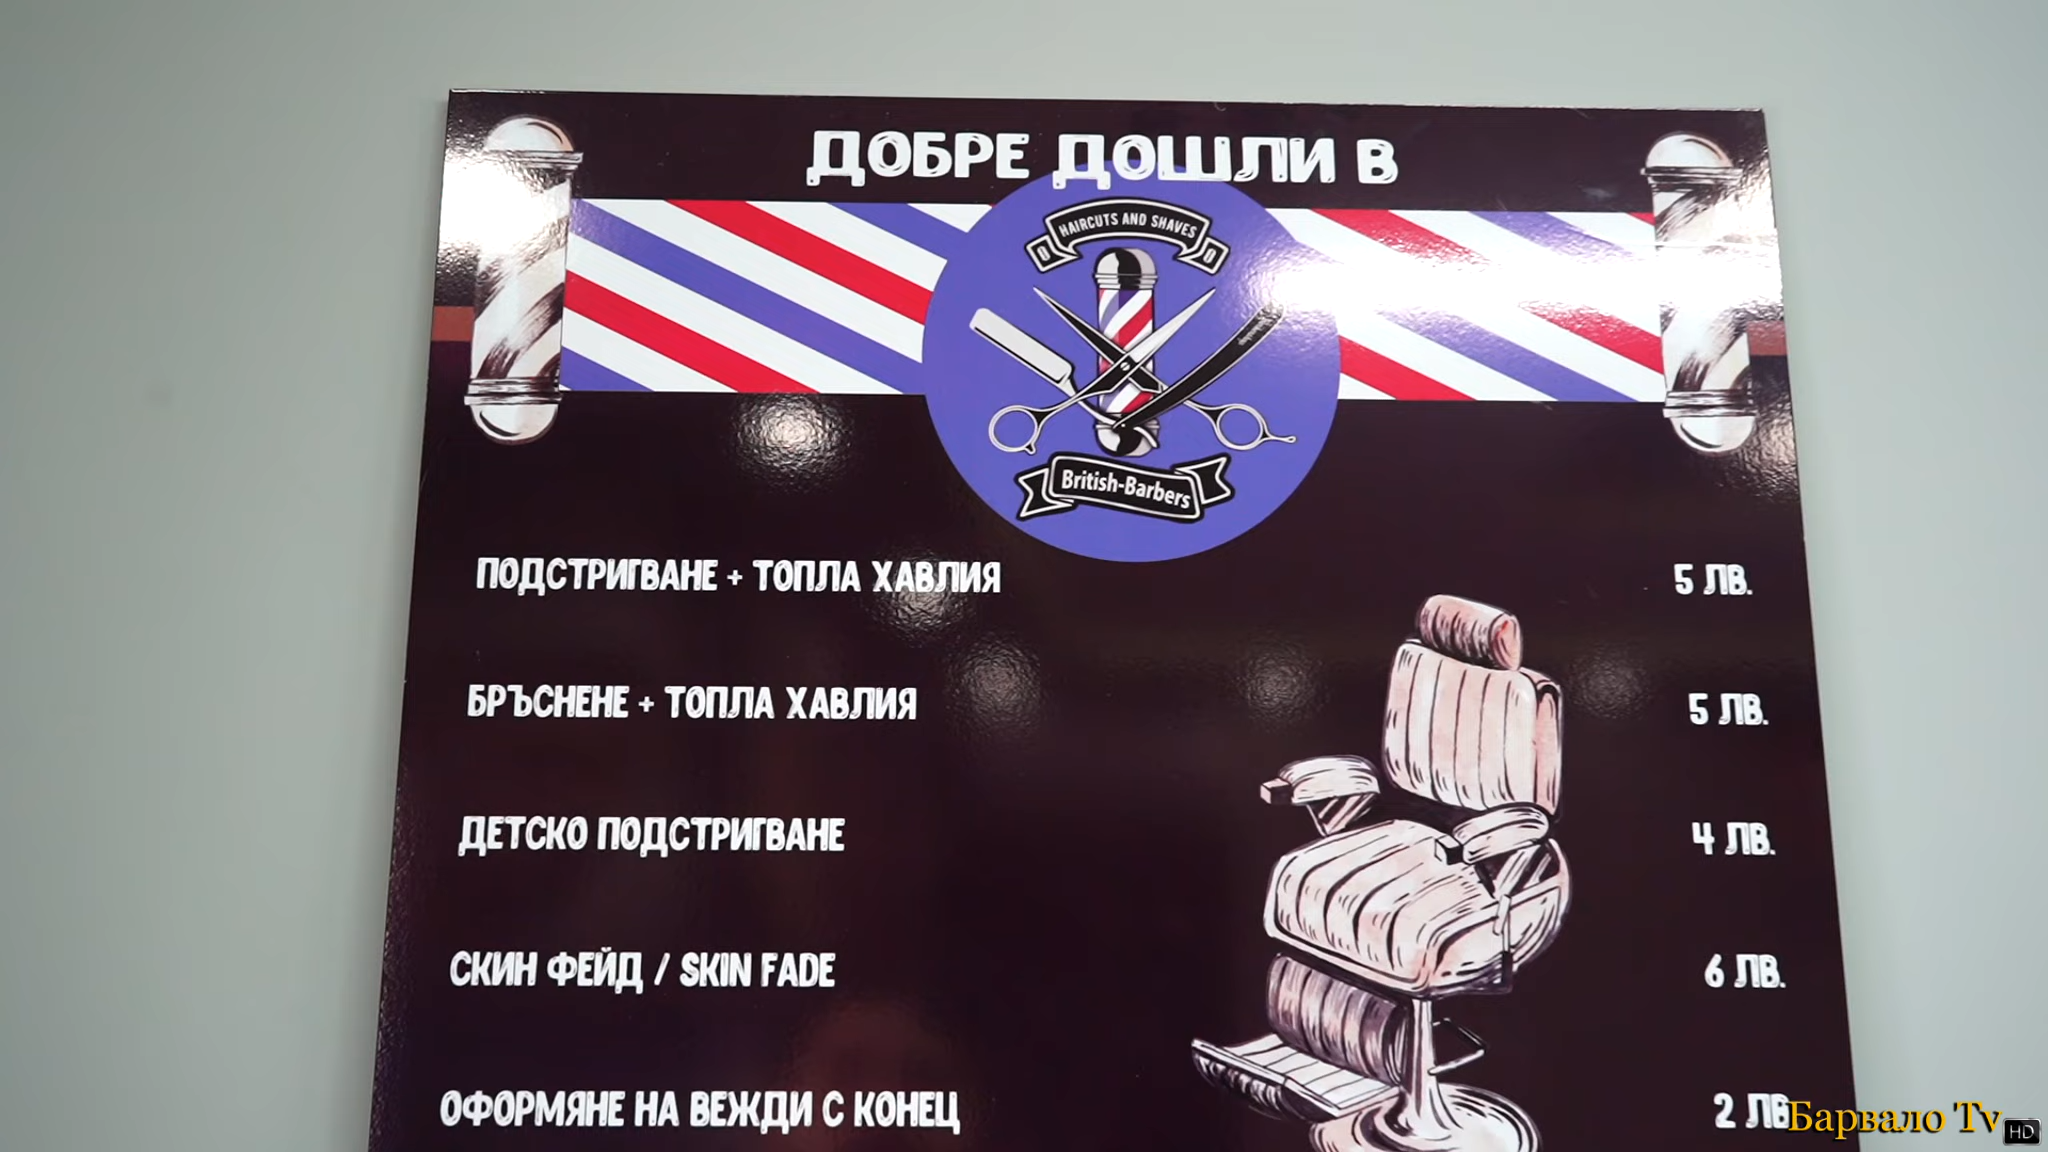 ДОБРЕ ДОШЛИ В
HAIRCUTS AND SHAVES
British-Barbers
ПОДСТРИГВАНЕ + ТОПЛА ХАВЛИЯ 5 ЛВ.
БРЪСНЕНЕ + ТОПЛА ХАВЛИЯ 5 ЛВ.
ДЕТСКО ПОДСТРИГВАНЕ 4 ЛВ.
СКИН ФЕЙД / SKIN FADE 6 ЛВ.
ОФОРМЯНЕ НА ВЕЖДИ С КОНЕЦ 2 ЛВ
Барвало Tv
HD